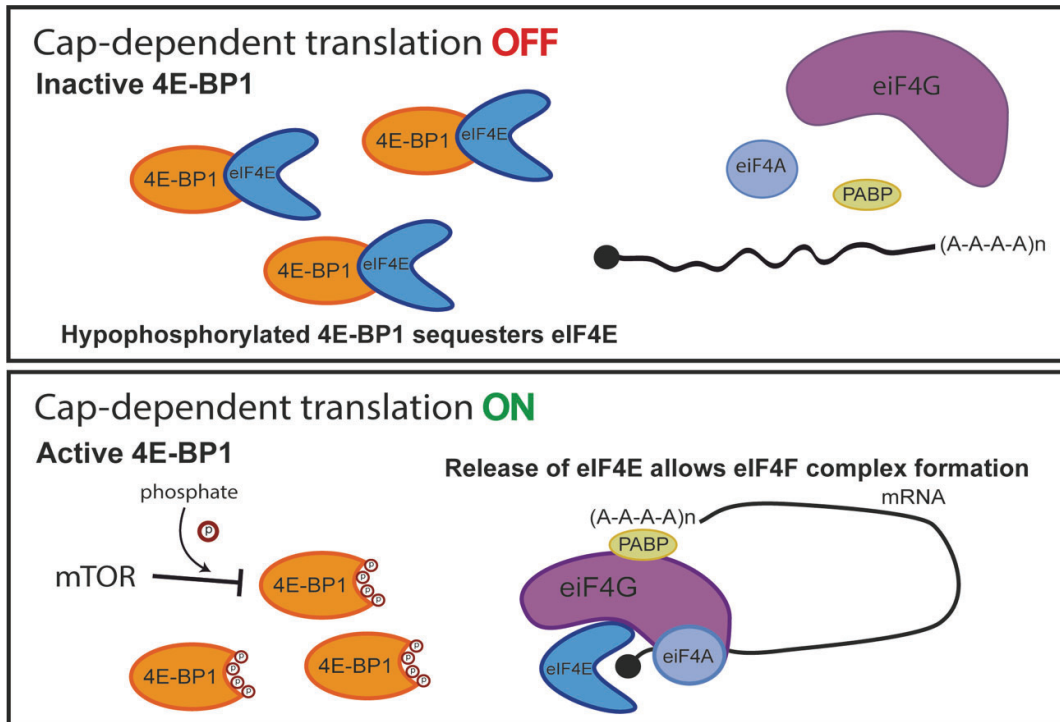 Cap-dependent translation OFF
Inactive 4E-BP1
4E-BP1
eIF4E
4E-BP1
eIF4E
4E-BP1
eIF4E
Hypophosphorylated 4E-BP1 sequesters eIF4E
eiF4G
eiF4A
PABP
(A-A-A-A)n
Cap-dependent translation ON
Active 4E-BP1
phosphate
P
mTOR
4E-BP1
P
P
P
P
4E-BP1
P
P
P
P
4E-BP1
P
P
P
P
Release of eIF4E allows eIF4F complex formation
mRNA
(A-A-A-A)n
PABP
eiF4G
eIF4E
eiF4A